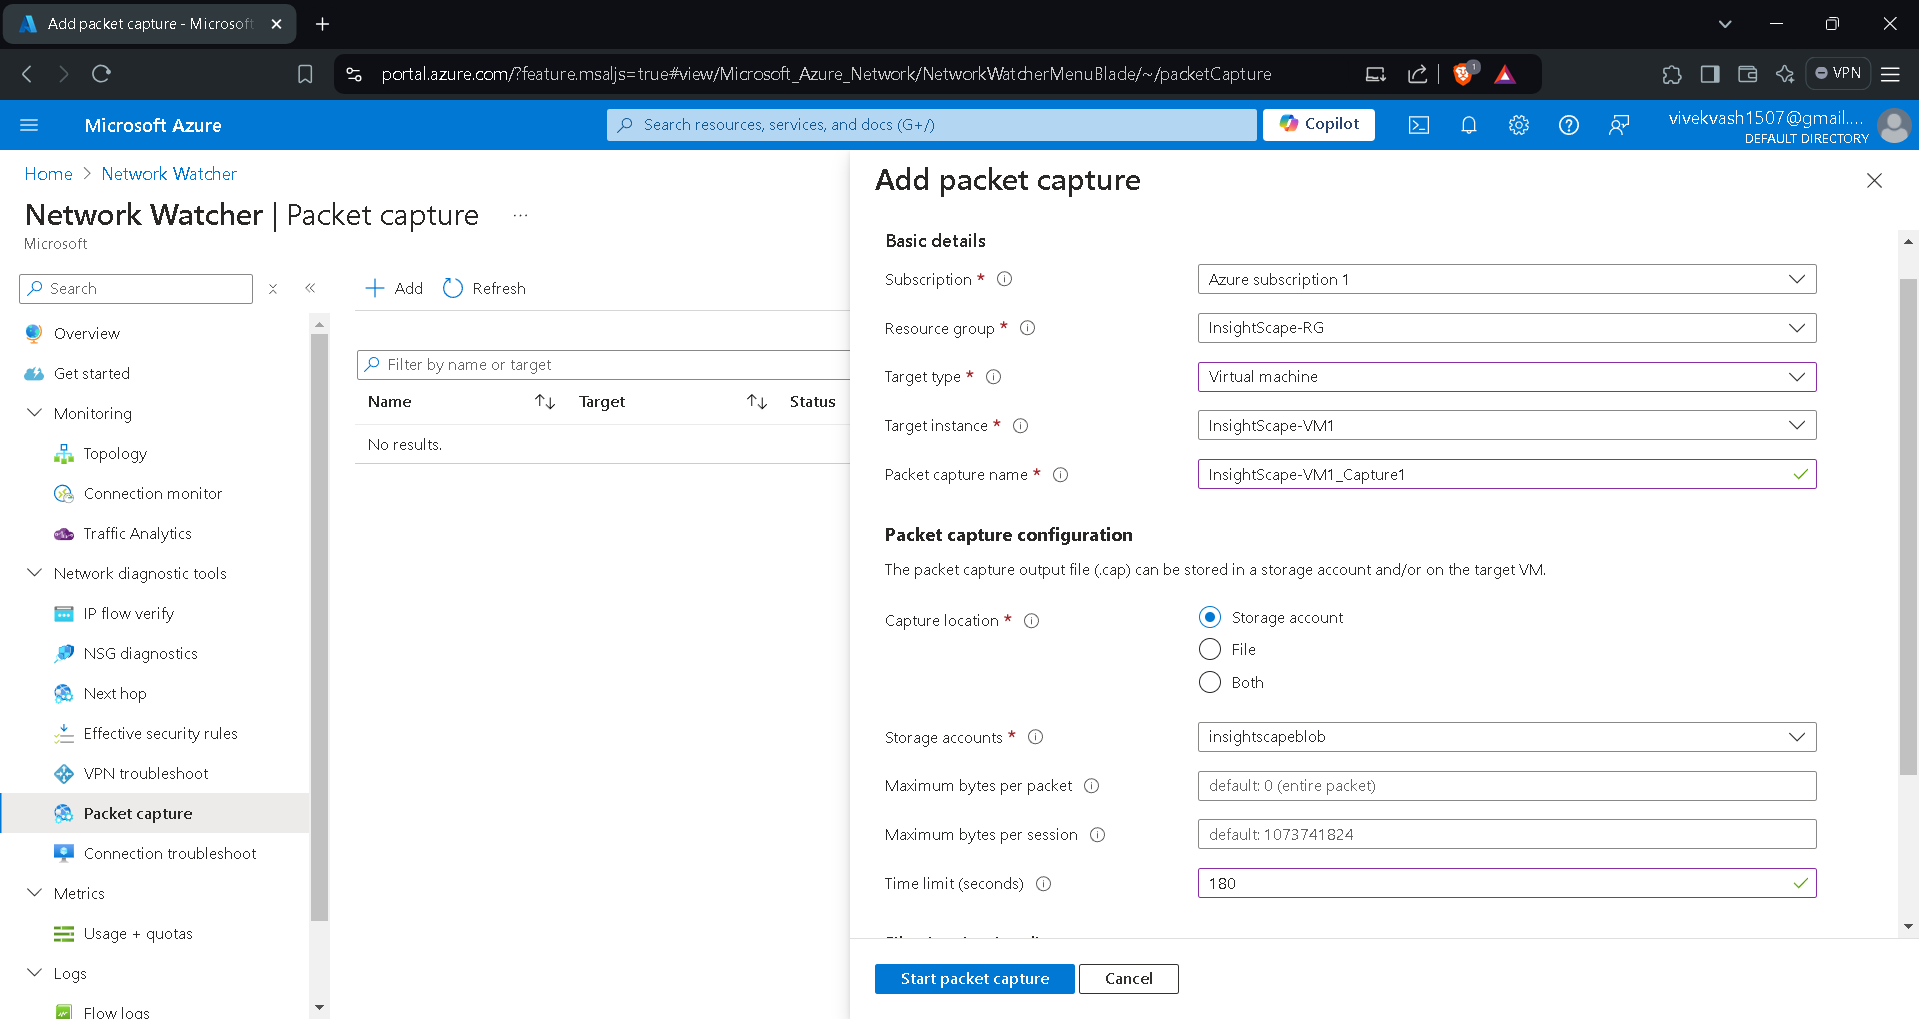 Add packet capture - Microsoft
portal.azure.com/?feature.msaljs=true#view/Microsoft_Azure_Network/NetworkWatcherMenuBlade/~/packetCapture
1
VPN
Microsoft Azure
Search resources, services, and docs (G+/)
Copilot
vivekvash1507@gmail....
DEFAULT DIRECTORY
Home > Network Watcher
Network Watcher | Packet capture ...
Microsoft
Search
Overview
Get started
Monitoring
Topology
Connection monitor
Traffic Analytics
Network diagnostic tools
IP flow verify
NSG diagnostics
Next hop
Effective security rules
VPN troubleshoot
Packet capture
Connection troubleshoot
Metrics
Usage + quotas
Logs
Flow logs
Add Refresh
Filter by name or target
Name Target Status
No results.
Add packet capture
Basic details
Subscription * Azure subscription 1
Resource group * InsightScape-RG
Target type * Virtual machine
Target instance * InsightScape-VM1
Packet capture name * InsightScape-VM1_Capture1
Packet capture configuration
The packet capture output file (.cap) can be stored in a storage account and/or on the target VM.
Capture location * Storage account
File
Both
Storage accounts * insightscapeblob
Maximum bytes per packet default: 0 (entire packet)
Maximum bytes per session default: 1073741824
Time limit (seconds) 180
Start packet capture Cancel